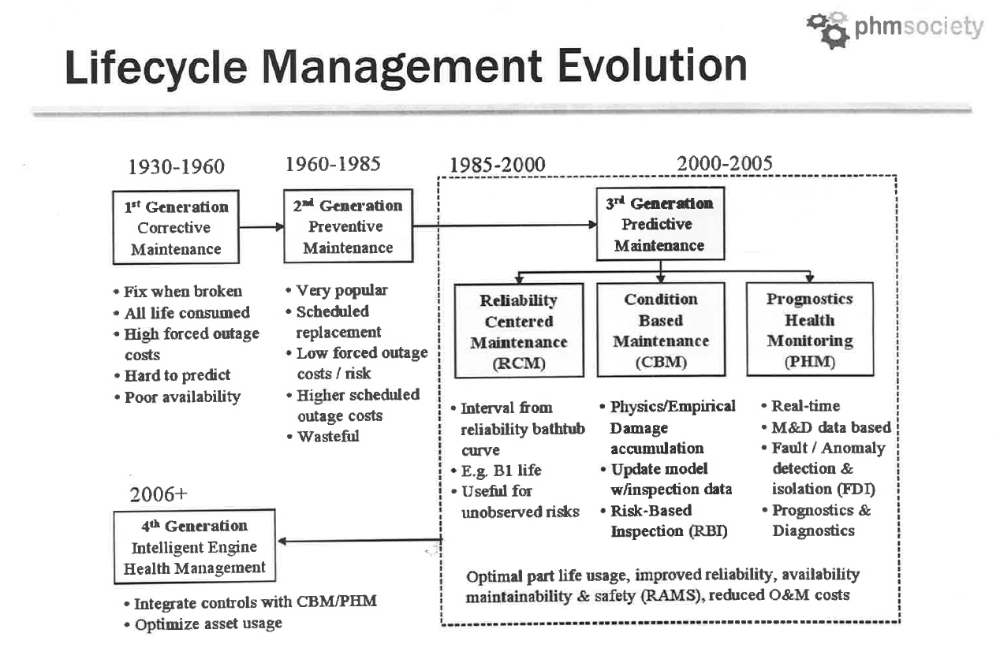 phmsociety
Lifecycle Management Evolution
1930-1960
1960-1985
1985-2000
2000-2005
1st Generation
Corrective
Maintenance
2nd Generation
Preventive
Maintenance
3rd Generation
Predictive
Maintenance
• Fix when broken
• All life consumed
• High forced outage
costs
• Hard to predict
• Poor availability
• Very popular
• Scheduled
replacement
• Low forced outage
costs / risk
• Higher scheduled
outage costs
• Wasteful
Reliability
Centered
Maintenance
(RCM)
Condition
Based
Maintenance
(CBM)
Prognostics
Health
Monitoring
(PHM)
• Interval from
reliability bathtub
curve
• E.g. B1 life
• Useful for
unobserved risks
• Physics/Empirical
Damage
accumulation
• Update model
w/inspection data
• Risk-Based
Inspection (RBI)
• Real-time
• M&D data based
• Fault / Anomaly
detection &
isolation (FDI)
• Prognostics &
Diagnostics
Optimal part life usage, improved reliability, availability
maintainability & safety (RAMS), reduced O&M costs
2006+
4th Generation
Intelligent Engine
Health Management
• Integrate controls with CBM/PHM
• Optimize asset usage